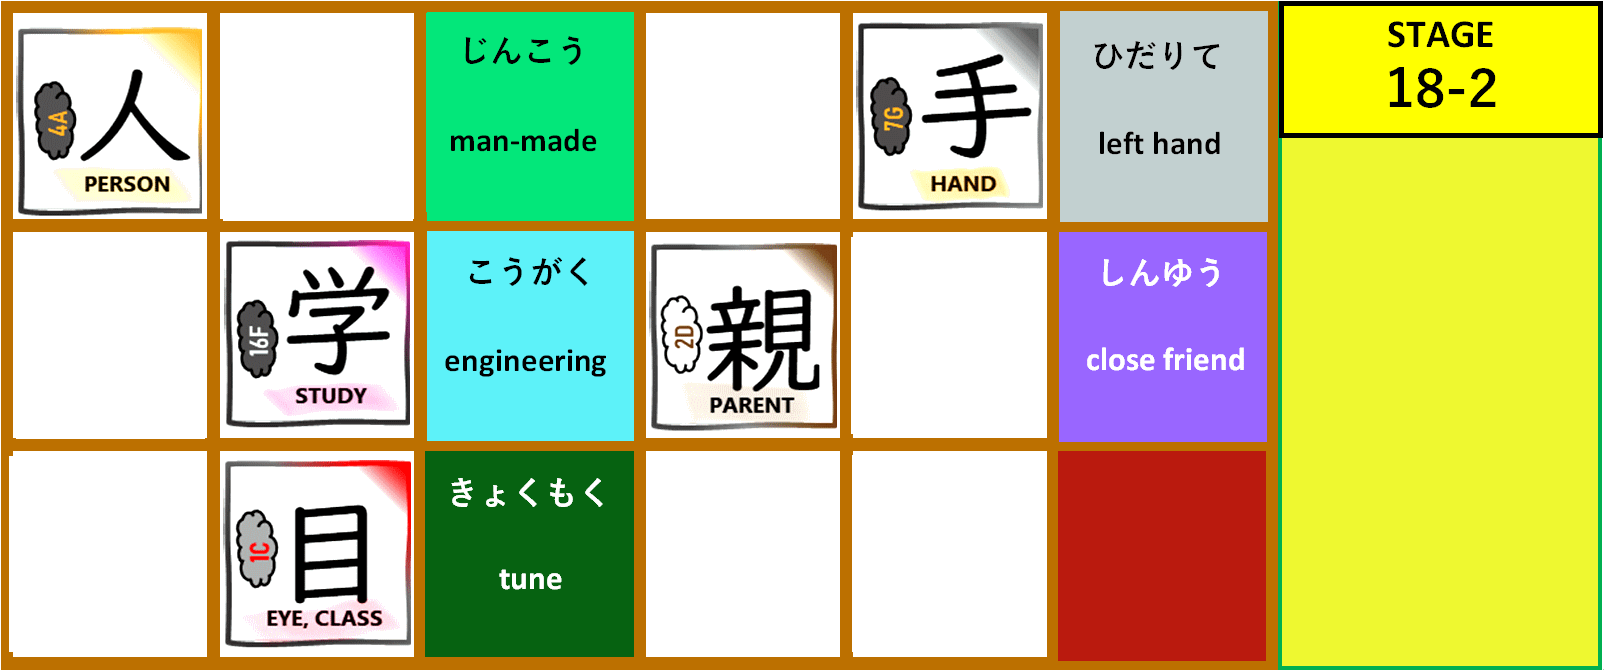 4A
人
PERSON
じんこう
man-made
7G
手
HAND
ひだりて
left hand
STAGE
18-2
16F
学
STUDY
こうがく
engineering
2D
親
PARENT
しんゆう
close friend
1C
目
EYE, CLASS
きょくもく
tune